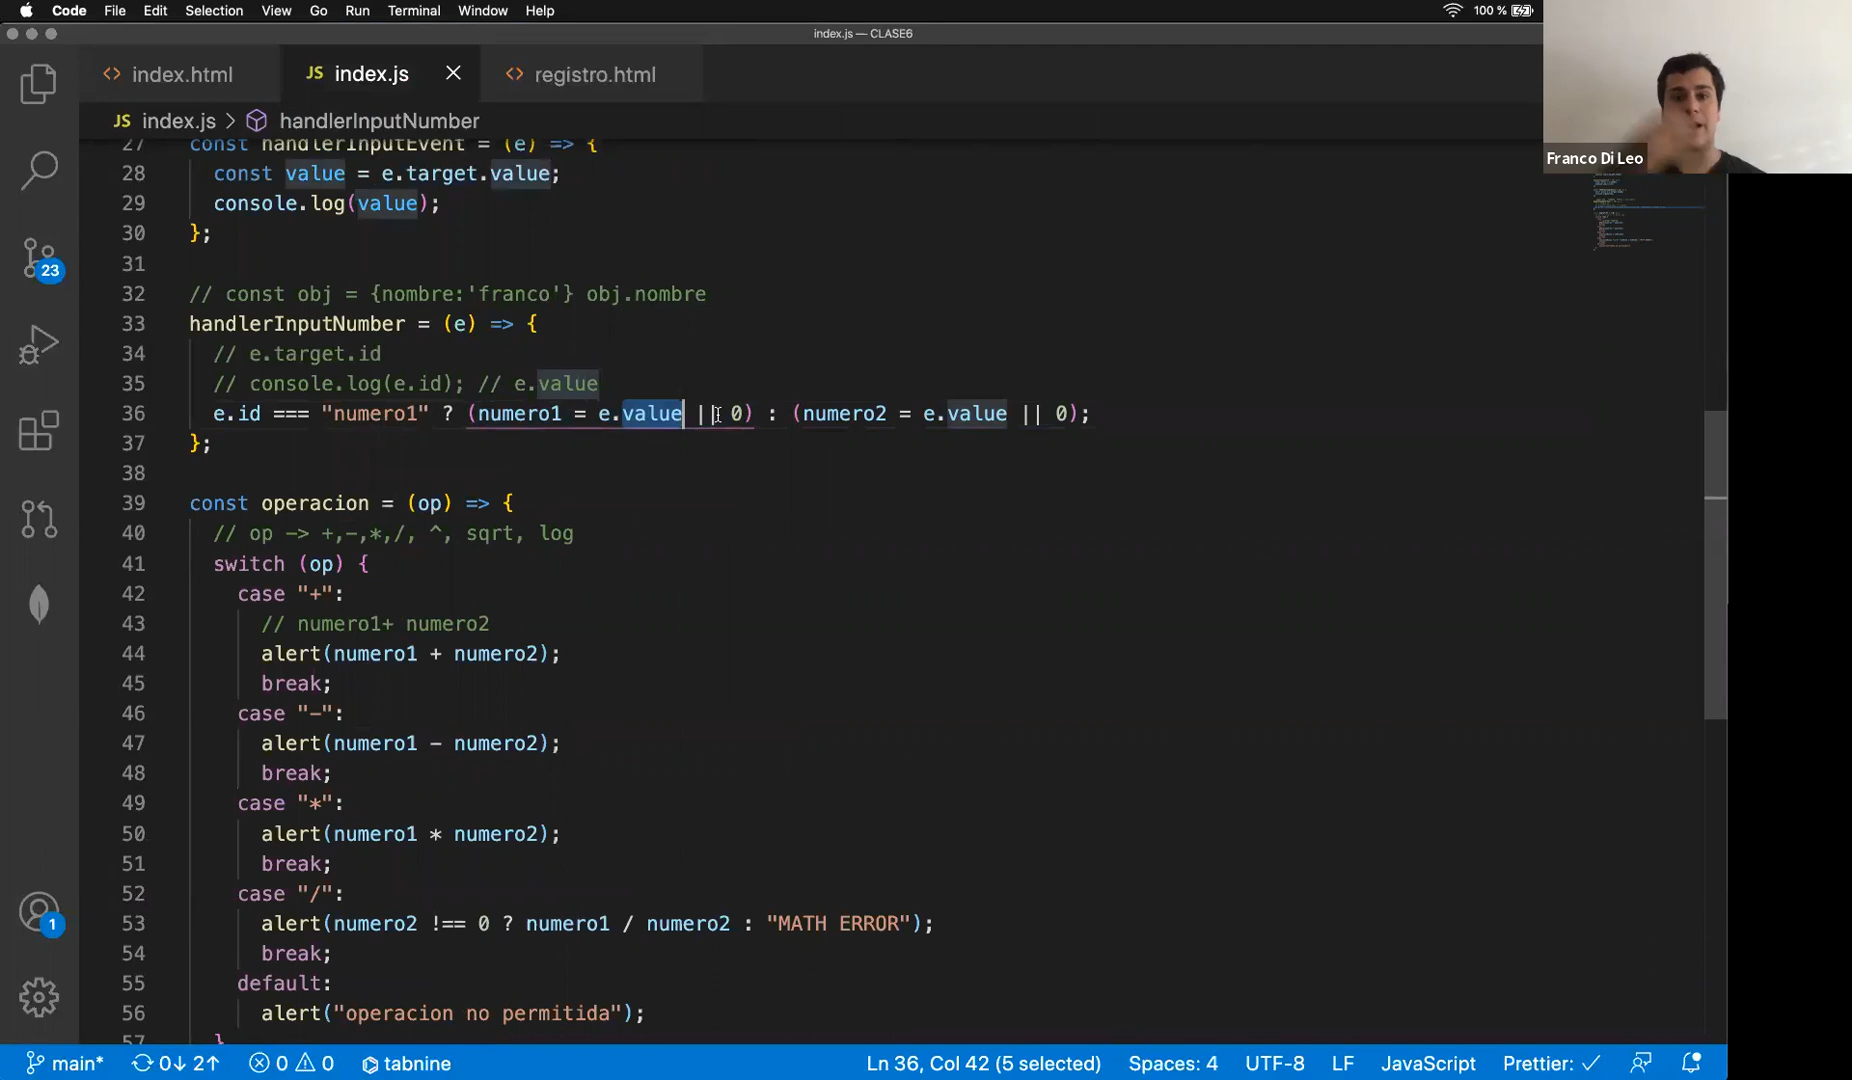 Code File Edit Selection View Go Run Terminal Window Help 100 %
index.js — CLASE6
index.html JS index.js registro.html
JS index.js > handlerInputNumber
Franco Di Leo
27 const handlerInputEvent = (e) => {
28 const value = e.target.value;
29 console.log(value);
30 };
31
32 // const obj = {nombre:'franco'} obj.nombre
33 handlerInputNumber = (e) => {
34 // e.target.id
35 // console.log(e.id); // e.value
36 e.id === "numero1" ? (numero1 = e.value || 0) : (numero2 = e.value || 0);
37 };
38
39 const operacion = (op) => {
40 // op -> +,-,*,/, ^, sqrt, log
41 switch (op) {
42 case "+":
43 // numero1+ numero2
44 alert(numero1 + numero2);
45 break;
46 case "-":
47 alert(numero1 - numero2);
48 break;
49 case "*":
50 alert(numero1 * numero2);
51 break;
52 case "/":
53 alert(numero2 !== 0 ? numero1 / numero2 : "MATH ERROR");
54 break;
55 default:
56 alert("operacion no permitida");
57 }
23
1
main* 0↓ 2↑ 0 0 tabnine Ln 36, Col 42 (5 selected) Spaces: 4 UTF-8 LF JavaScript Prettier: ✓